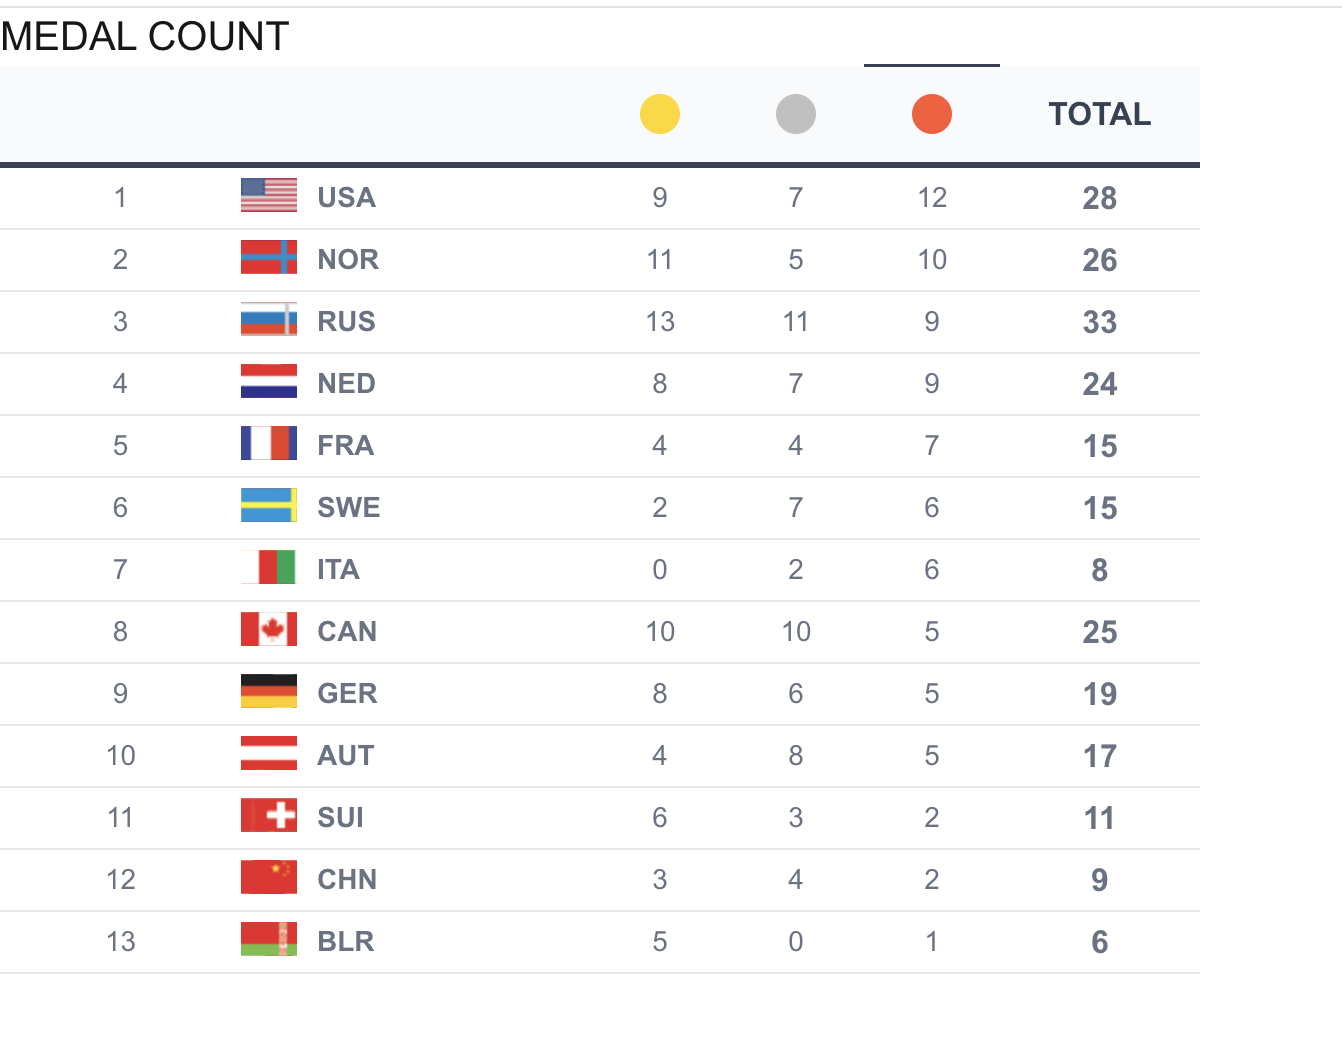 MEDAL COUNT
TOTAL
1 USA 9 7 12 28
2 NOR 11 5 10 26
3 RUS 13 11 9 33
4 NED 8 7 9 24
5 FRA 4 4 7 15
6 SWE 2 7 6 15
7 ITA 0 2 6 8
8 CAN 10 10 5 25
9 GER 8 6 5 19
10 AUT 4 8 5 17
11 SUI 6 3 2 11
12 CHN 3 4 2 9
13 BLR 5 0 1 6